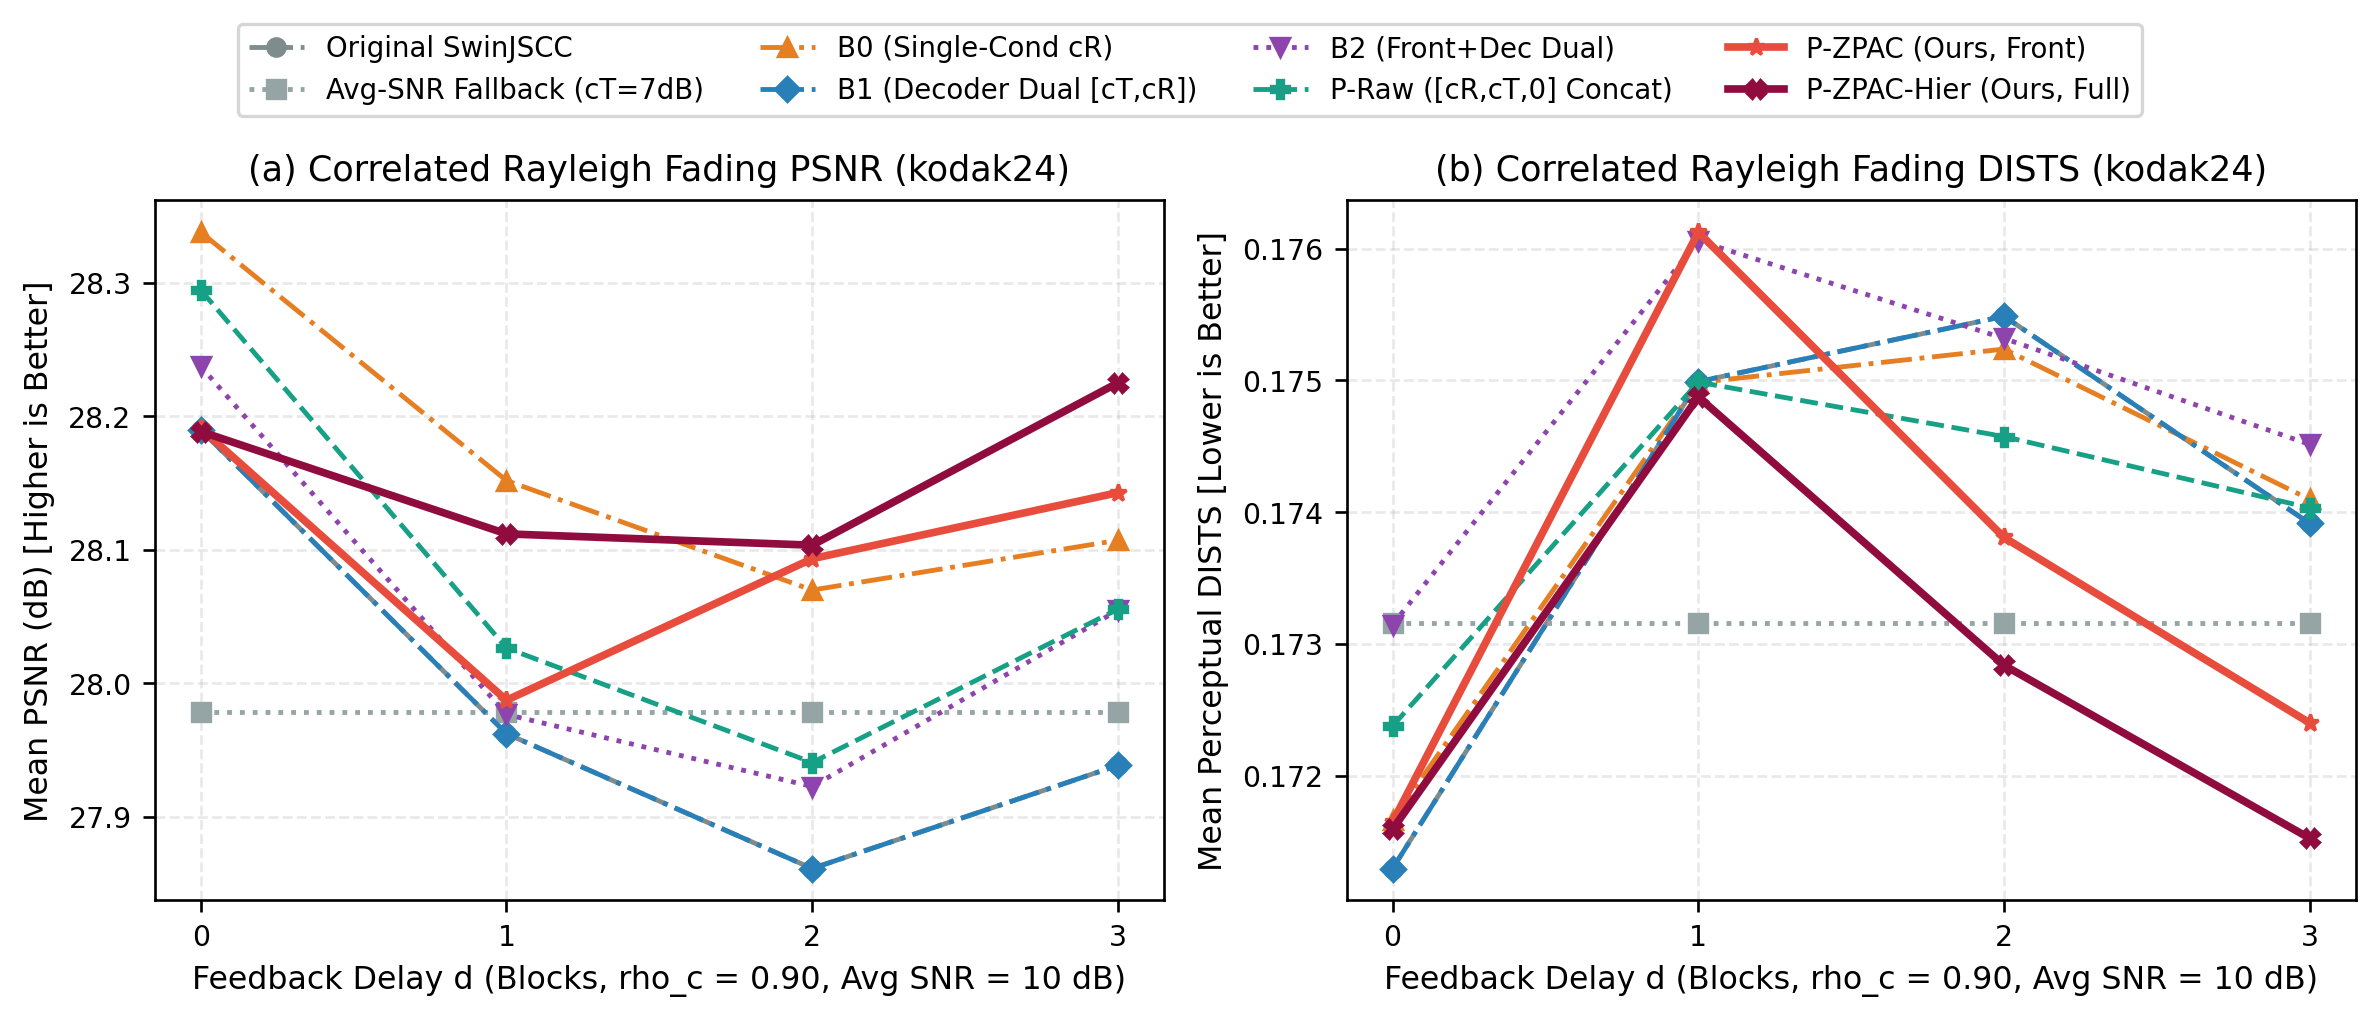 Original SwinJSCC
Avg-SNR Fallback (cT=7dB)
B0 (Single-Cond cR)
B1 (Decoder Dual [cT,cR])
B2 (Front+Dec Dual)
P-Raw ([cR,cT,0] Concat)
P-ZPAC (Ours, Front)
P-ZPAC-Hier (Ours, Full)
(a) Correlated Rayleigh Fading PSNR (kodak24)
Mean PSNR (dB) [Higher is Better]
28.3
28.2
28.1
28.0
27.9
0 1 2 3
Feedback Delay d (Blocks, rho_c = 0.90, Avg SNR = 10 dB)
(b) Correlated Rayleigh Fading DISTS (kodak24)
Mean Perceptual DISTS [Lower is Better]
0.176
0.175
0.174
0.173
0.172
0 1 2 3
Feedback Delay d (Blocks, rho_c = 0.90, Avg SNR = 10 dB)